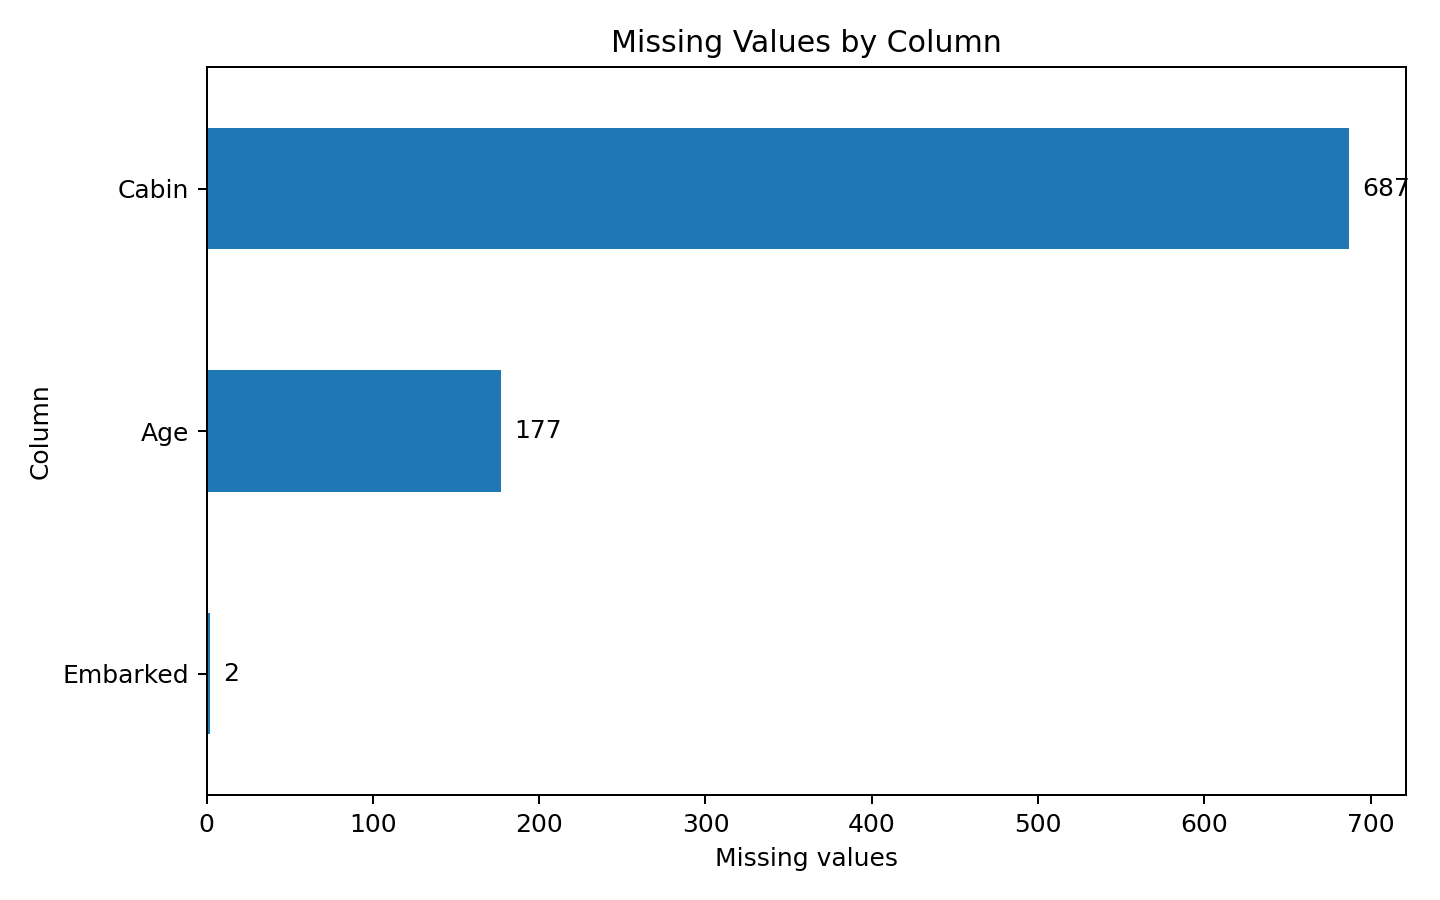 Missing Values by Column
Cabin
687
Age
177
Embarked
2
Column
0 100 200 300 400 500 600 700
Missing values